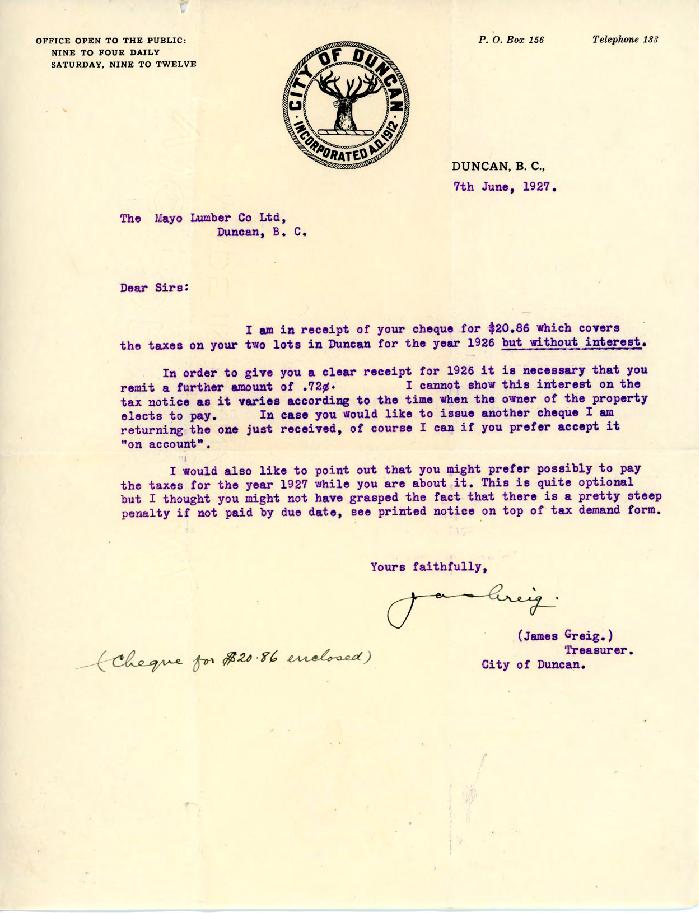 OFFICE OPEN TO THE PUBLIC:
NINE TO FOUR DAILY
SATURDAY, NINE TO TWELVE
P. O. Box 156 Telephone 133
CITY OF DUNCAN
INCORPORATED A.D. 1912
DUNCAN, B. C.,
7th June, 1927.
The Mayo Lumber Co Ltd,
Duncan, B. C.
Dear Sirs:
I am in receipt of your cheque for $20.86 which covers
the taxes on your two lots in Duncan for the year 1926 but without interest.
In order to give you a clear receipt for 1926 it is necessary that you
remit a further amount of .72¢. I cannot show this interest on the
tax notice as it varies according to the time when the owner of the property
elects to pay. In case you would like to issue another cheque I am
returning the one just received, of course I can if you prefer accept it
"on account".
I would also like to point out that you might prefer possibly to pay
the taxes for the year 1927 while you are about it. This is quite optional
but I thought you might not have grasped the fact that there is a pretty steep
penalty if not paid by due date, see printed notice on top of tax demand form.
Yours faithfully,
Jas Greig.
(James Greig.)
Treasurer.
City of Duncan.
(Cheque for $20.86 enclosed)